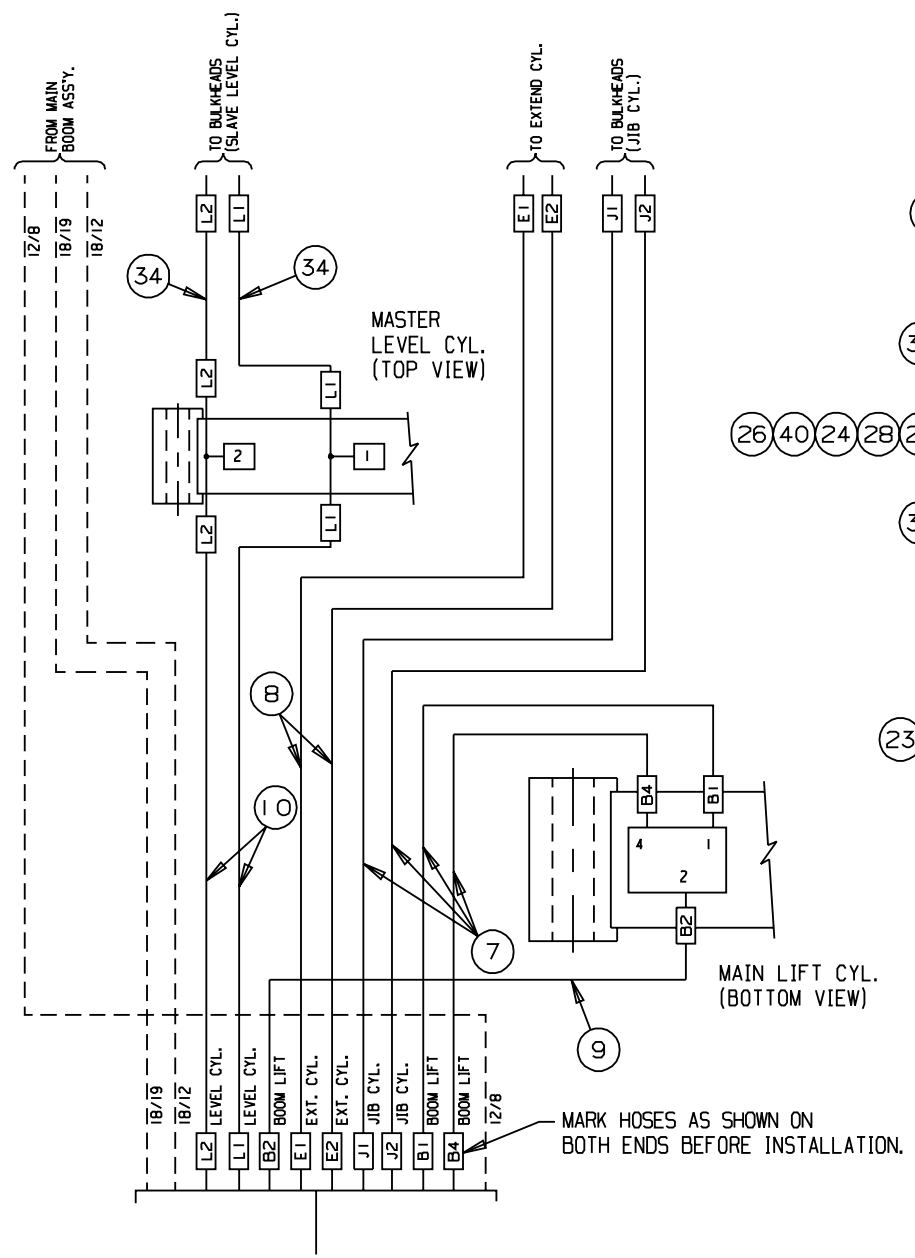 FROM MAIN
BOOM ASS'Y.
TO BULKHEADS
(SLAVE LEVEL CYL.)
TO EXTEND CYL.
TO BULKHEADS
(JIB CYL.)
12/8
18/19
18/12
L2
L1
E1
E2
J1
J2
34
34
MASTER
LEVEL CYL.
(TOP VIEW)
L2
L1
2
1
L2
L1
26
40
24
28
23
8
10
7
B4
B1
4
1
2
B2
MAIN LIFT CYL.
(BOTTOM VIEW)
9
18/19
18/12
LEVEL CYL.
LEVEL CYL.
BOOM LIFT
EXT. CYL.
EXT. CYL.
JIB CYL.
JIB CYL.
BOOM LIFT
BOOM LIFT
12/8
L2
L1
B2
E1
E2
J1
J2
B1
B4
MARK HOSES AS SHOWN ON
BOTH ENDS BEFORE INSTALLATION.